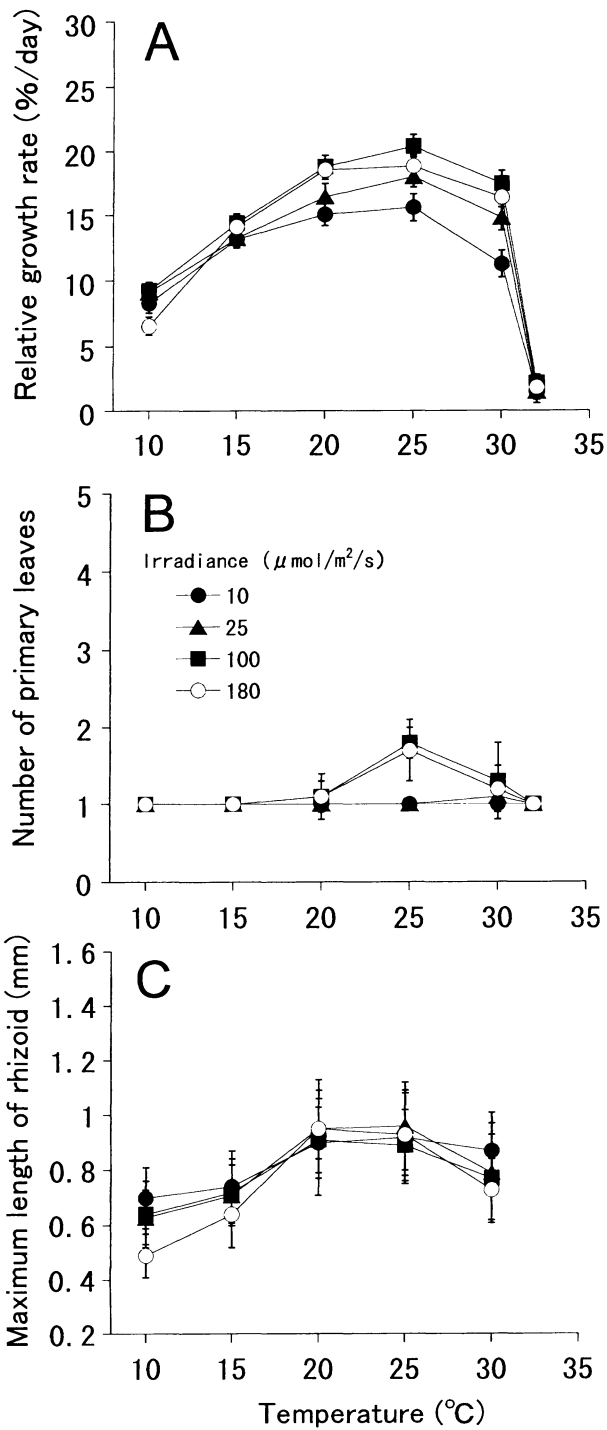 A
Relative growth rate (%/day)
30
25
20
15
10
5
0
10 15 20 25 30 35
B
Number of primary leaves
Irradiance (μmol/m²/s)
10
25
100
180
5
4
3
2
1
0
10 15 20 25 30 35
C
Maximum length of rhizoid (mm)
1.6
1.4
1.2
1
0.8
0.6
0.4
0.2
10 15 20 25 30 35
Temperature (℃)